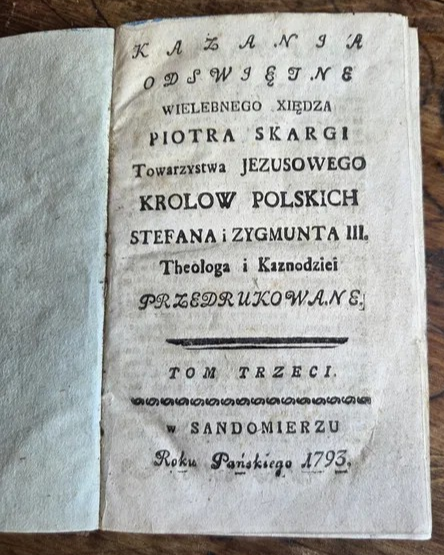 KAZANIA
ODSWIĘTNE
WIELEBNEGO XIĘDZA
PIOTRA SKARGI
Towarzystwa JEZUSOWEGO
KROLOW POLSKICH
STEFANA i ZYGMUNTA III.
Theologa i Kaznodziei
PRZEDRUKOWANE.
TOM TRZECI.
w SANDOMIERZU
Roku Pańskiego 1793.